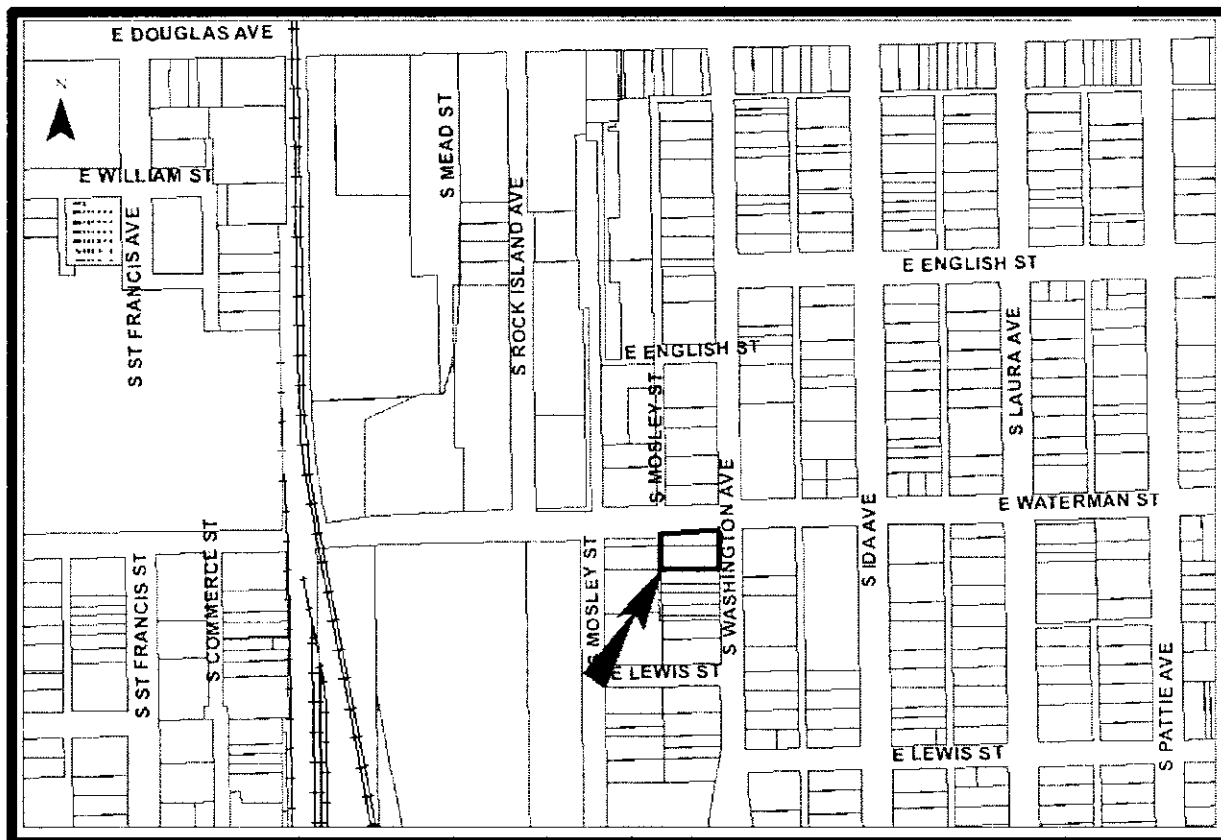 E DOUGLAS AVE
N
E WILLIAM ST
S MEAD ST
S ROCK ISLAND AVE
S ST FRANCIS AVE
E ENGLISH ST
E ENGLISH ST
S LAURA AVE
S MOSLEY ST
S WASHINGTON AVE
E WATERMAN ST
S IDA AVE
S ST FRANCIS ST
S COMMERCE ST
S MOSLEY ST
E LEWIS ST
S PATTIE AVE
E LEWIS ST